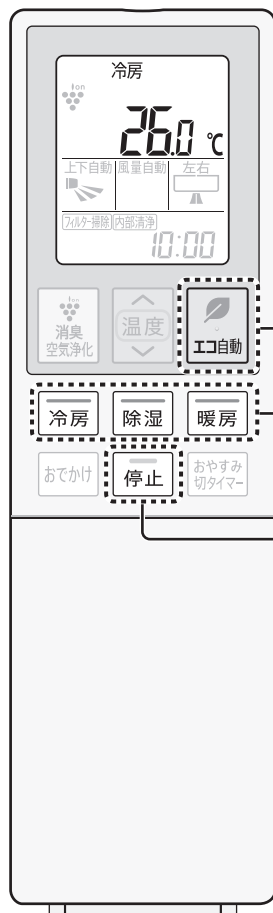 冷房
ion
26.0 ℃
上下自動 風量自動 左右
フィルター掃除 内部清浄
10:00
ion
消臭
空気浄化
温度
エコ自動
冷房 除湿 暖房
おでかけ
停止
おやすみ
切タイマー